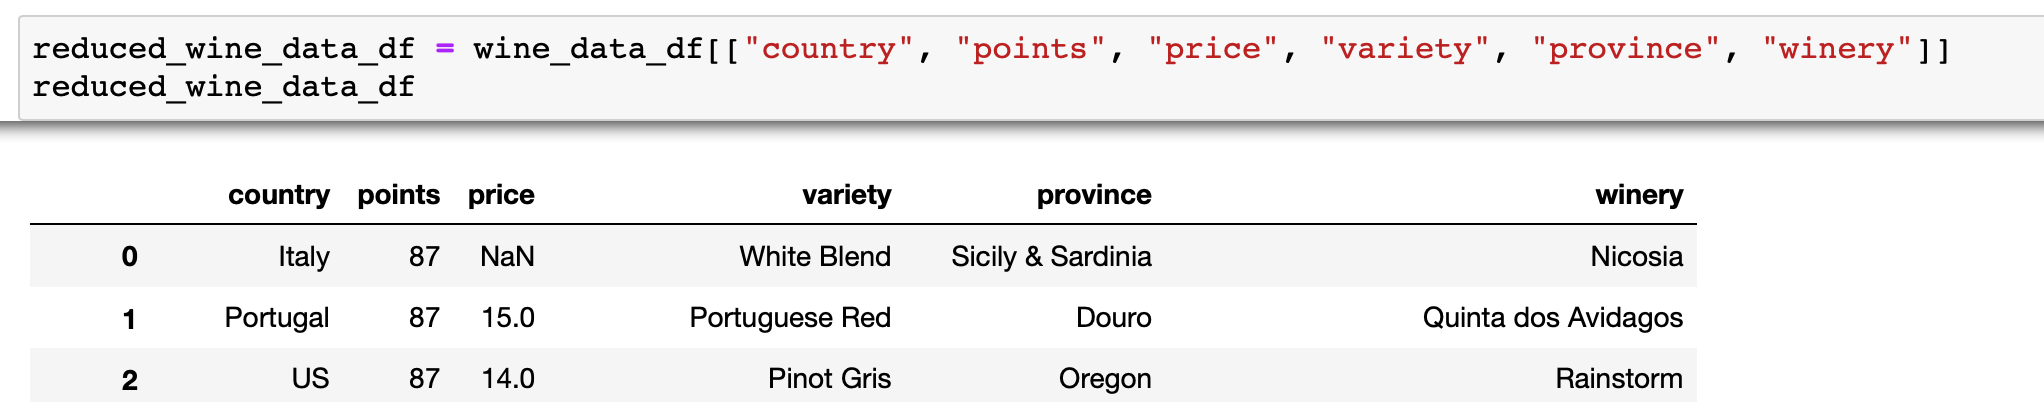 reduced_wine_data_df = wine_data_df[["country", "points", "price", "variety", "province", "winery"]]
reduced_wine_data_df
country points price variety province winery
0 Italy 87 NaN White Blend Sicily & Sardinia Nicosia
1 Portugal 87 15.0 Portuguese Red Douro Quinta dos Avidagos
2 US 87 14.0 Pinot Gris Oregon Rainstorm